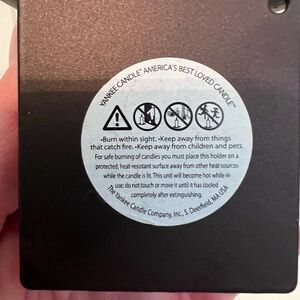 YANKEE CANDLE® AMERICA'S BEST LOVED CANDLE™
•Burn within sight. •Keep away from things
that catch fire. •Keep away from children and pets.
For safe burning of candles you must place this holder on a
protected, heat-resistant surface away from other heat sources
while the candle is lit. This unit will become hot while in
use; do not touch or move it until it has cooled
completely after extinguishing.
The Yankee Candle Company, Inc., S. Deerfield, MA USA